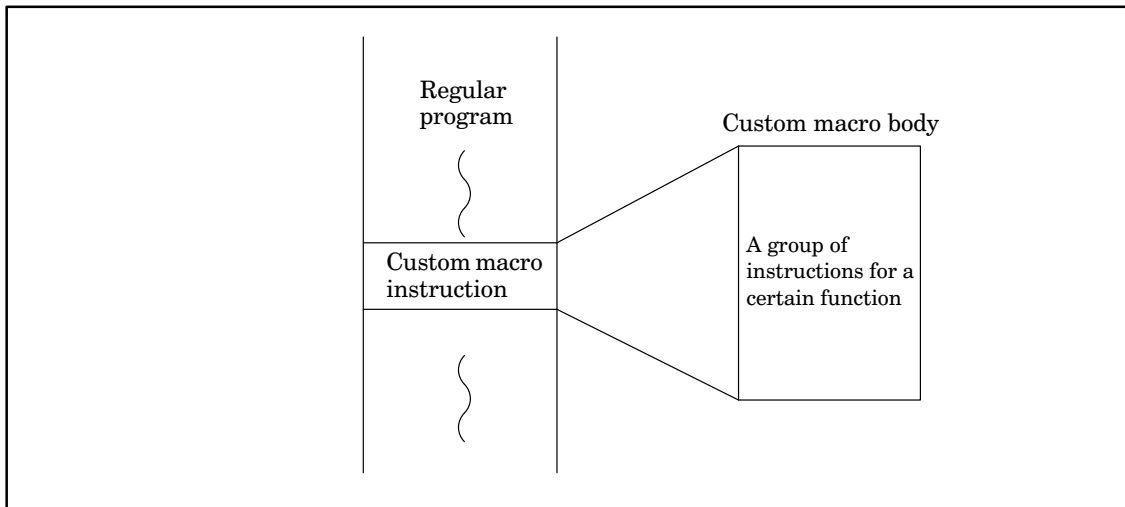 Regular
program
Custom macro body
Custom macro
instruction
A group of
instructions for a
certain function